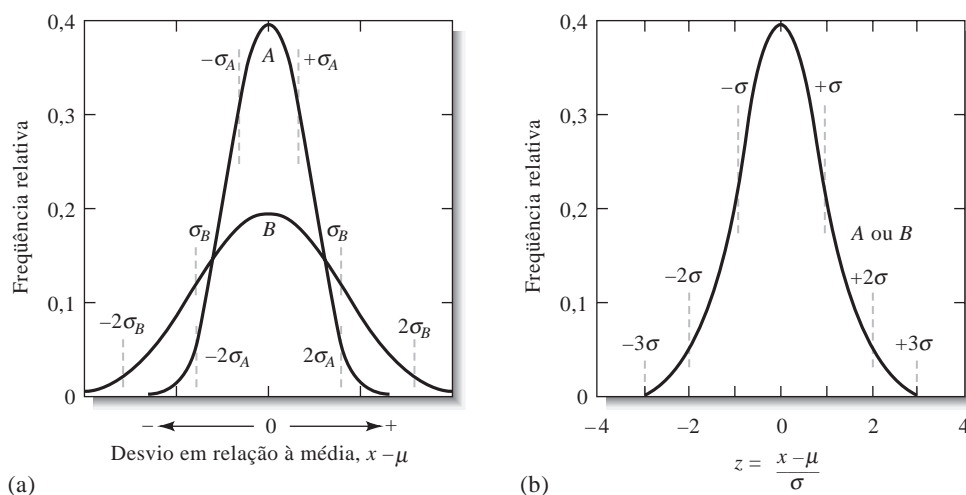 0,4
0,3
0,2
0,1
0
Freqüência relativa
A
−σA
+σA
B
σB
σB
−2σB
2σB
−2σA
2σA
− 0 +
Desvio em relação à média, x − μ
(a)
0,4
0,3
0,2
0,1
0
Freqüência relativa
−σ
+σ
A ou B
−2σ
+2σ
−3σ
+3σ
−4 −2 0 2 4
z = x − μ
σ
(b)